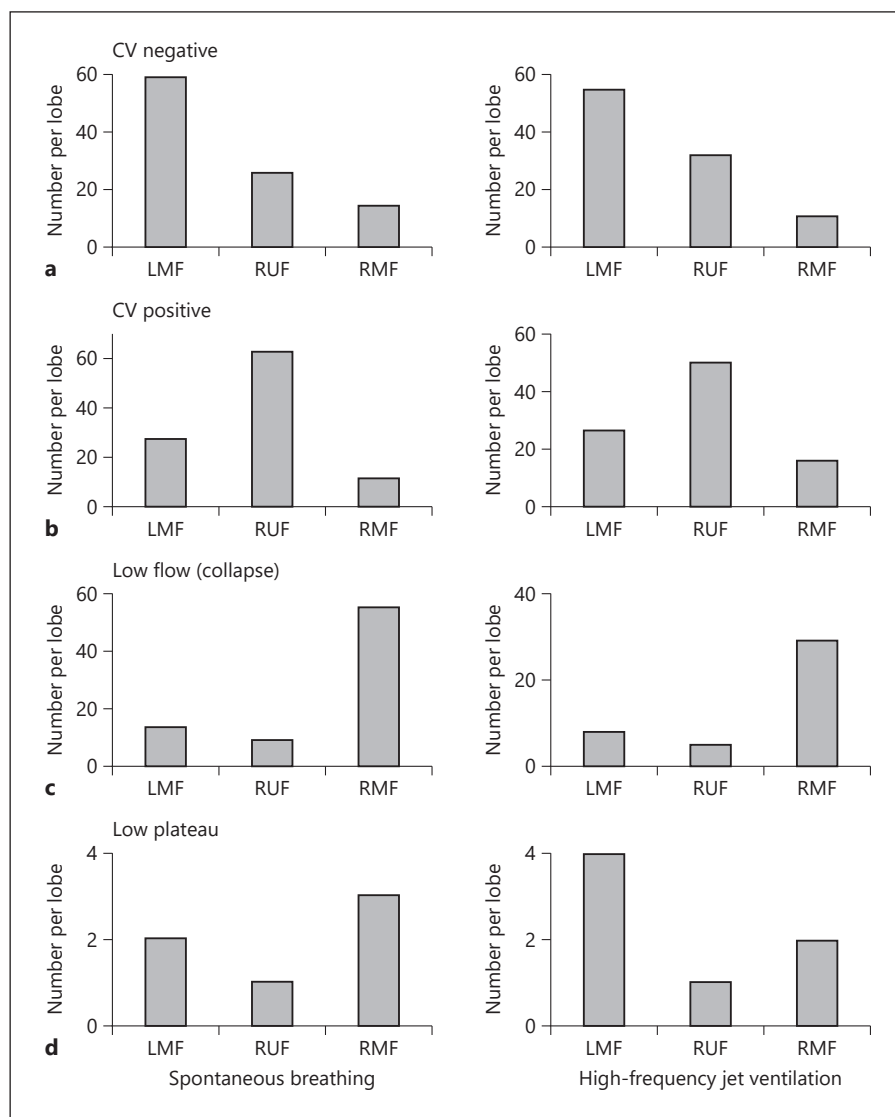 CV negative
Number per lobe
60
40
20
0
LMF RUF RMF
Number per lobe
60
40
20
0
LMF RUF RMF
a
CV positive
Number per lobe
60
40
20
0
LMF RUF RMF
Number per lobe
60
40
20
0
LMF RUF RMF
b
Low flow (collapse)
Number per lobe
60
40
20
0
LMF RUF RMF
Number per lobe
40
20
0
LMF RUF RMF
c
Low plateau
Number per lobe
4
2
0
LMF RUF RMF
Number per lobe
4
2
0
LMF RUF RMF
d
Spontaneous breathing
High-frequency jet ventilation